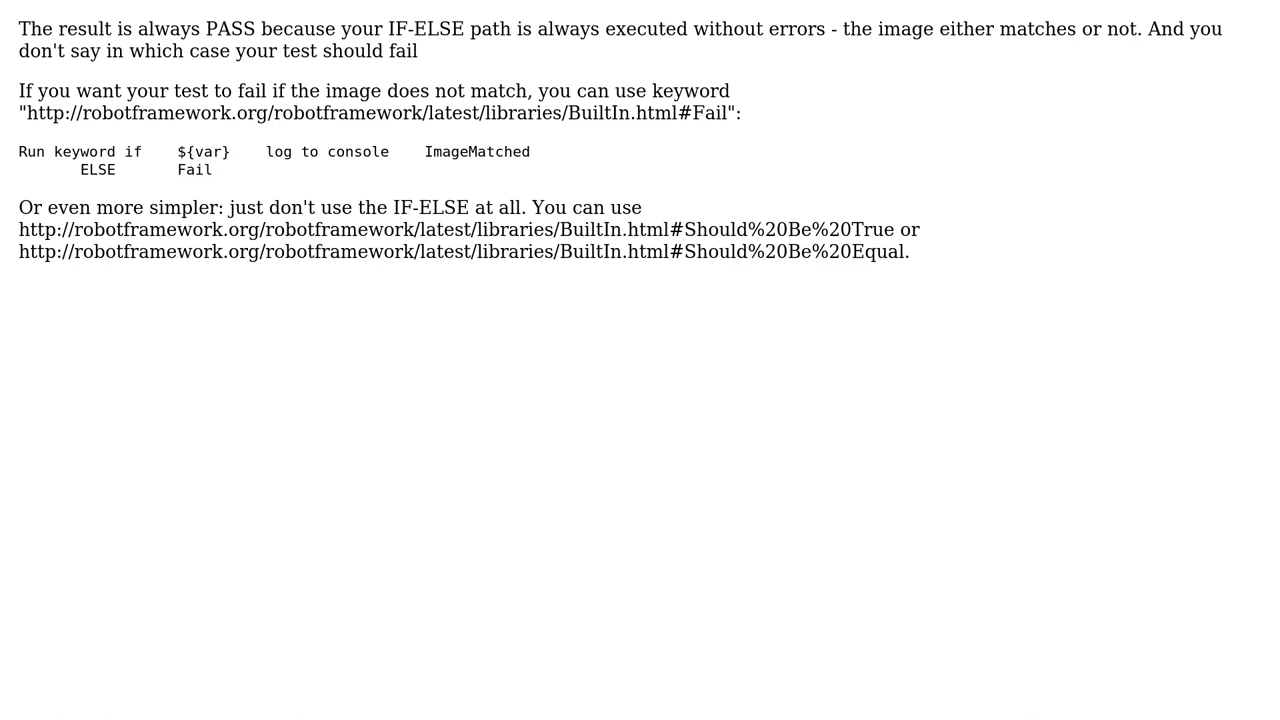 The result is always PASS because your IF-ELSE path is always executed without errors - the image either matches or not. And you
don't say in which case your test should fail
If you want your test to fail if the image does not match, you can use keyword
"http://robotframework.org/robotframework/latest/libraries/BuiltIn.html#Fail":
Run keyword if    ${var}    log to console    ImageMatched
       ELSE       Fail
Or even more simpler: just don't use the IF-ELSE at all. You can use
http://robotframework.org/robotframework/latest/libraries/BuiltIn.html#Should%20Be%20True or
http://robotframework.org/robotframework/latest/libraries/BuiltIn.html#Should%20Be%20Equal.